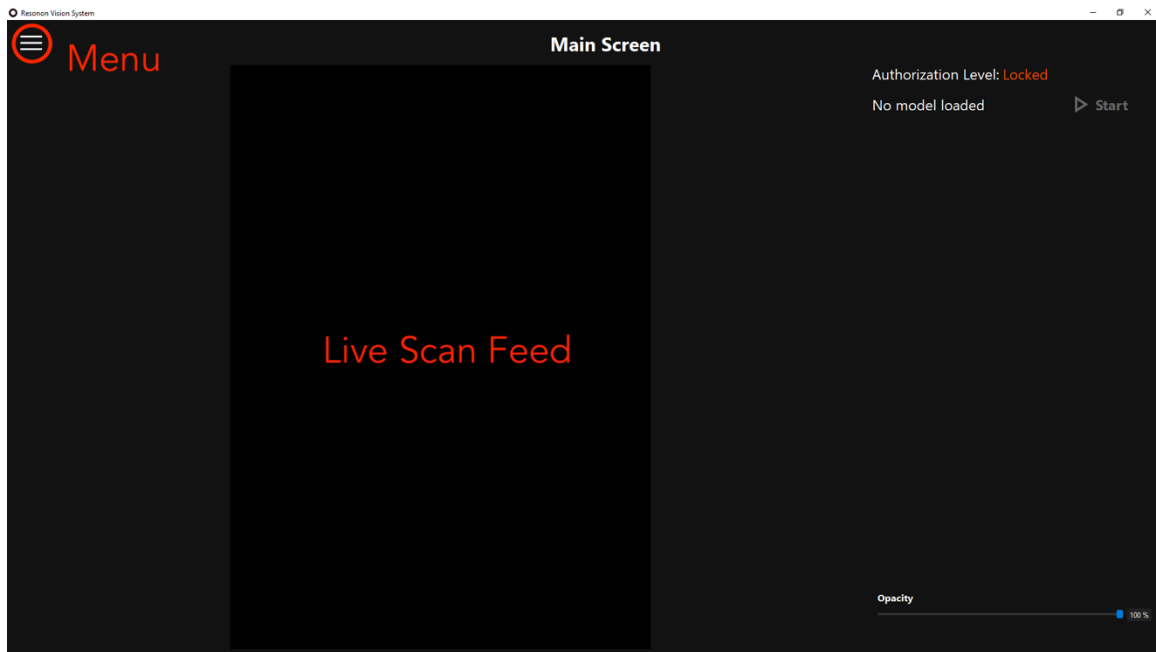 Resonon Vision System
Menu
Main Screen
Authorization Level: Locked
No model loaded
Start
Live Scan Feed
Opacity
100 %